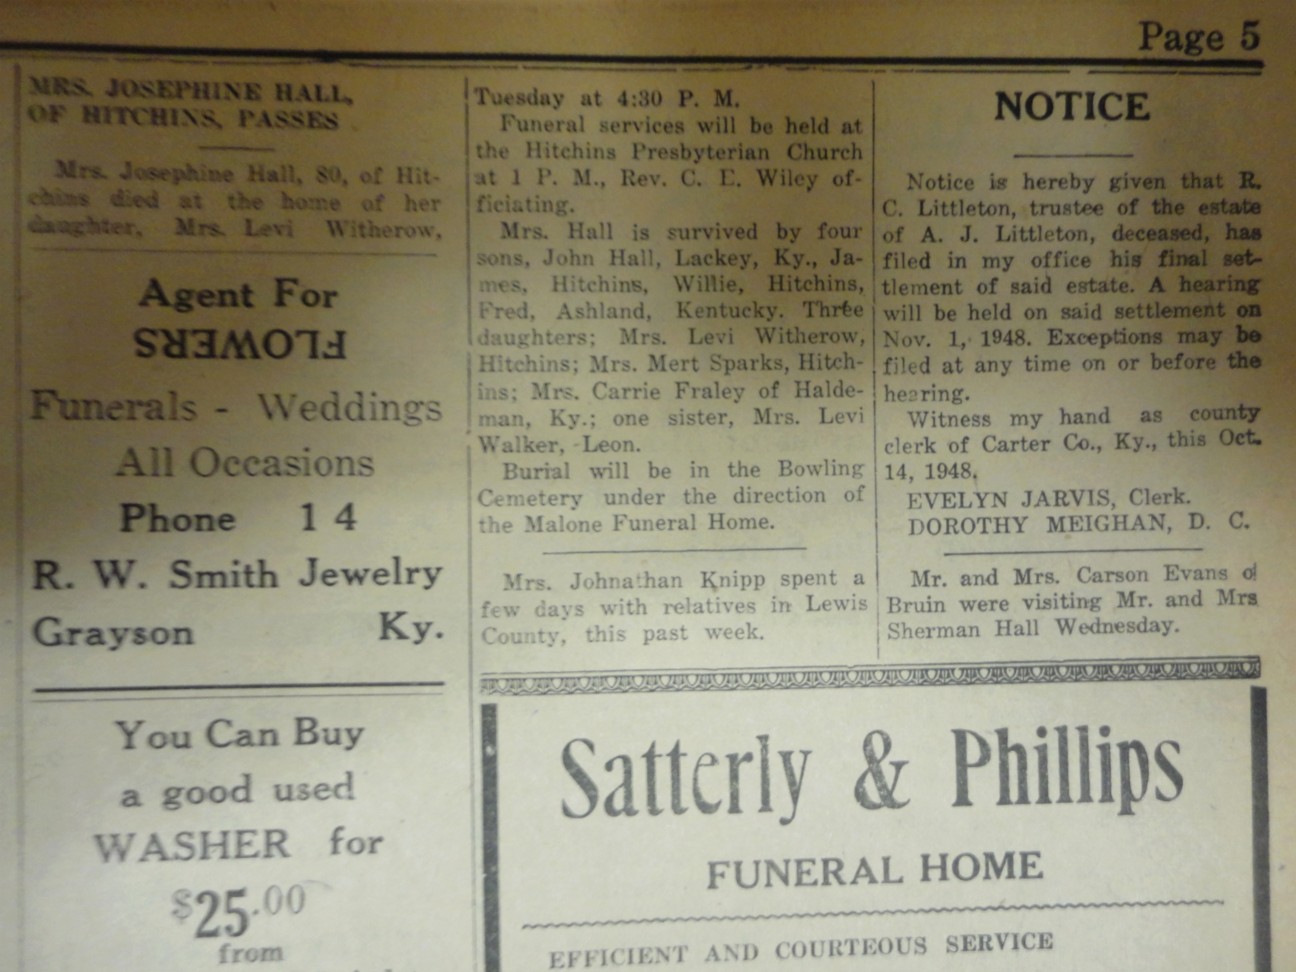 Page 5
MRS. JOSEPHINE HALL,
OF HITCHINS, PASSES
Mrs. Josephine Hall, 80, of Hit-
chins died at the home of her
daughter, Mrs. Levi Witherow,
Agent For
FLOWERS
Funerals - Weddings
All Occasions
Phone 14
R. W. Smith Jewelry
Grayson Ky.
You Can Buy
a good used
WASHER for
$25.00
from
Tuesday at 4:30 P. M.
Funeral services will be held at
the Hitchins Presbyterian Church
at 1 P. M., Rev. C. E. Wiley of-
ficiating.
Mrs. Hall is survived by four
sons, John Hall, Lackey, Ky., Ja-
mes, Hitchins, Willie, Hitchins,
Fred, Ashland, Kentucky. Three
daughters; Mrs. Levi Witherow,
Hitchins; Mrs. Mert Sparks, Hitch-
ins; Mrs. Carrie Fraley of Halde-
man, Ky.; one sister, Mrs. Levi
Walker, Leon.
Burial will be in the Bowling
Cemetery under the direction of
the Malone Funeral Home.
Mrs. Johnathan Knipp spent a
few days with relatives in Lewis
County, this past week.
NOTICE
Notice is hereby given that R.
C. Littleton, trustee of the estate
of A. J. Littleton, deceased, has
filed in my office his final set-
tlement of said estate. A hearing
will be held on said settlement on
Nov. 1, 1948. Exceptions may be
filed at any time on or before the
hearing.
Witness my hand as county
clerk of Carter Co., Ky., this Oct.
14, 1948.
EVELYN JARVIS, Clerk.
DOROTHY MEIGHAN, D. C.
Mr. and Mrs. Carson Evans of
Bruin were visiting Mr. and Mrs
Sherman Hall Wednesday.
Satterly & Phillips
FUNERAL HOME
EFFICIENT AND COURTEOUS SERVICE